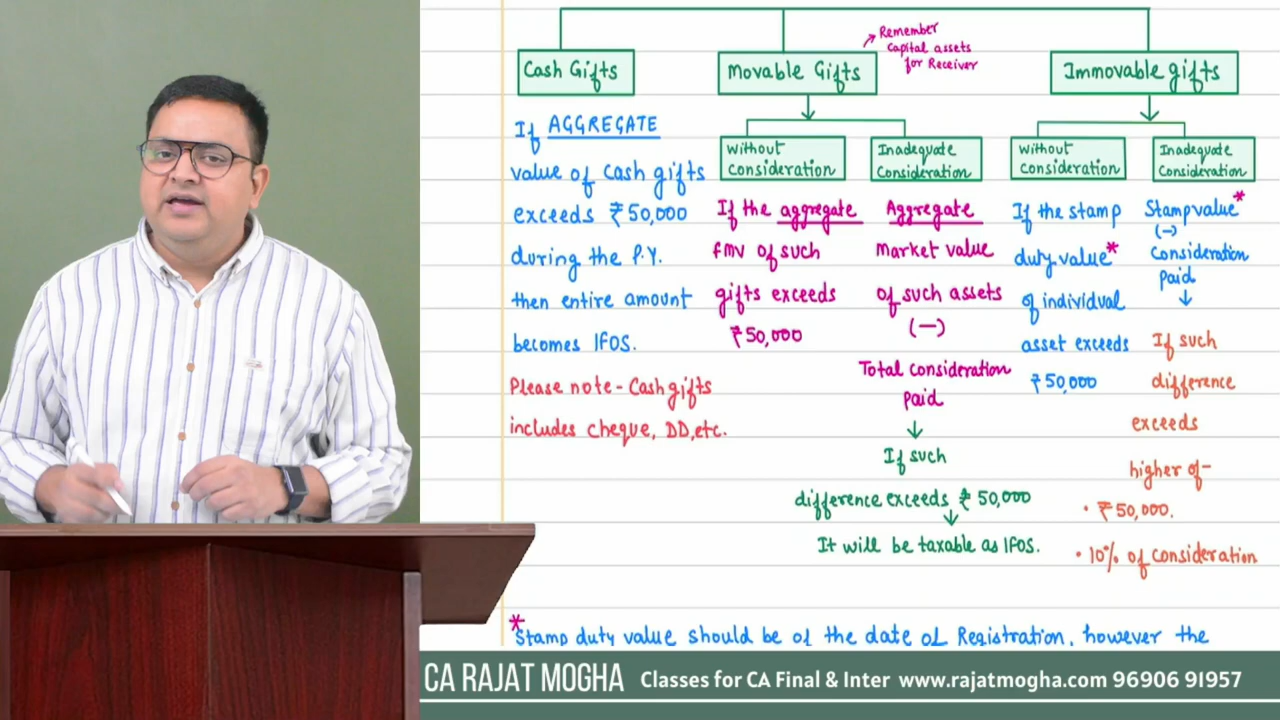 Cash Gifts
If AGGREGATE
value of cash gifts
exceeds ₹50,000
during the P.Y.
then entire amount
becomes IFOS.
Please note - Cash gifts
includes cheque, DD, etc.
Movable Gifts
Remember
Capital assets
for Receiver
Without
consideration
If the aggregate
FMV of such
gifts exceeds
₹50,000
Inadequate
Consideration
Aggregate
market value
of such assets
(-)
Total consideration
paid
If such
difference exceeds ₹50,000
It will be taxable as IFOS.
Immovable gifts
Without
consideration
If the stamp
duty value*
of individual
asset exceeds
₹50,000
Inadequate
Consideration
Stamp value*
(-)
Consideration
paid
If such
difference
exceeds
higher of-
• ₹50,000.
• 10% of consideration
*Stamp duty value should be of the date of Registration, however the
CA RAJAT MOGHA Classes for CA Final & Inter www.rajatmogha.com 96906 91957